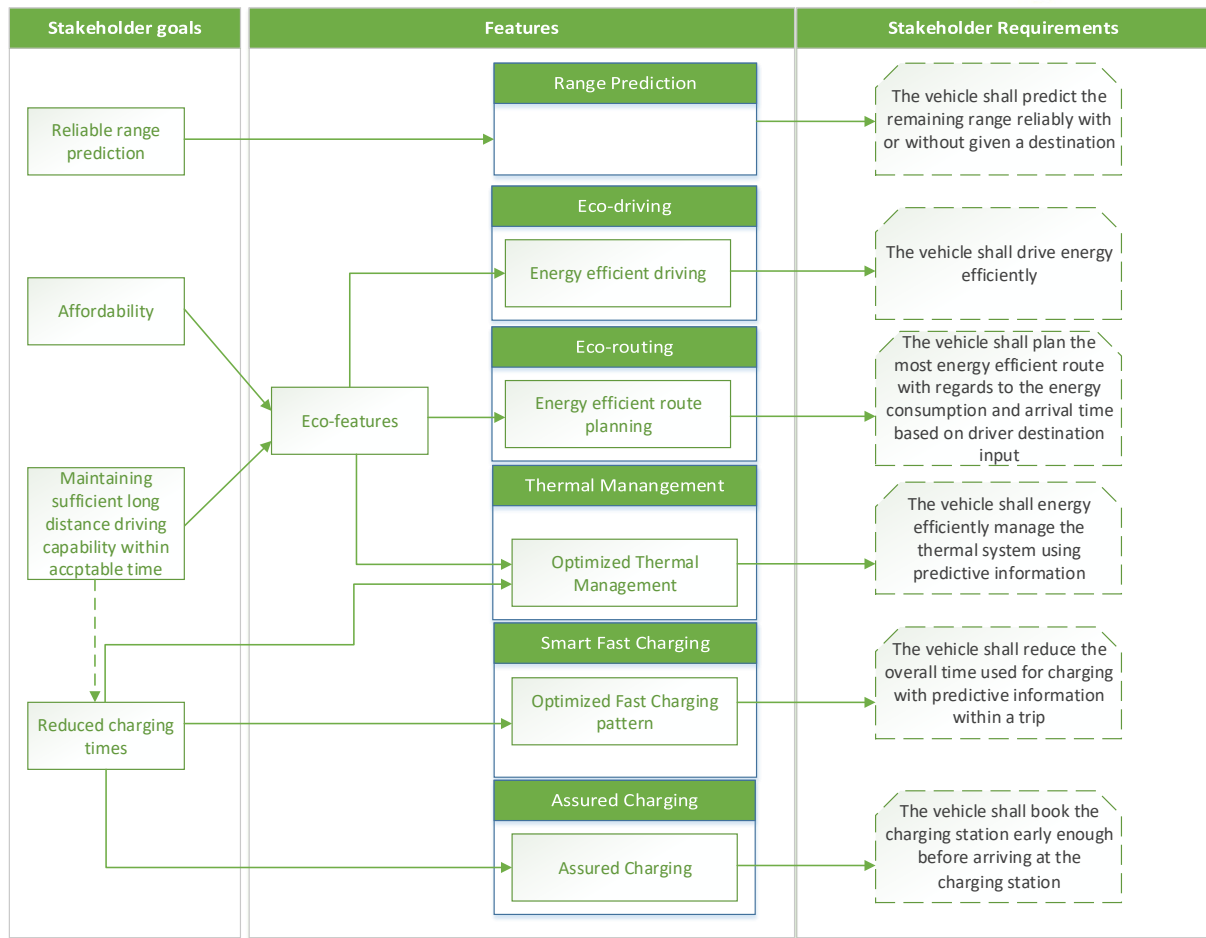 Stakeholder goals
Features
Stakeholder Requirements
Reliable range
prediction
Range Prediction
The vehicle shall predict the
remaining range reliably with
or without given a destination
Affordability
Eco-driving
Energy efficient driving
The vehicle shall drive energy
efficiently
Eco-features
Eco-routing
Energy efficient route
planning
The vehicle shall plan the
most energy efficient route
with regards to the energy
consumption and arrival time
based on driver destination
input
Maintaining
sufficient long
distance driving
capability within
accptable time
Thermal Manangement
Optimized Thermal
Management
The vehicle shall energy
efficiently manage the
thermal system using
predictive information
Reduced charging
times
Smart Fast Charging
Optimized Fast Charging
pattern
The vehicle shall reduce the
overall time used for charging
with predictive information
within a trip
Assured Charging
Assured Charging
The vehicle shall book the
charging station early enough
before arriving at the
charging station